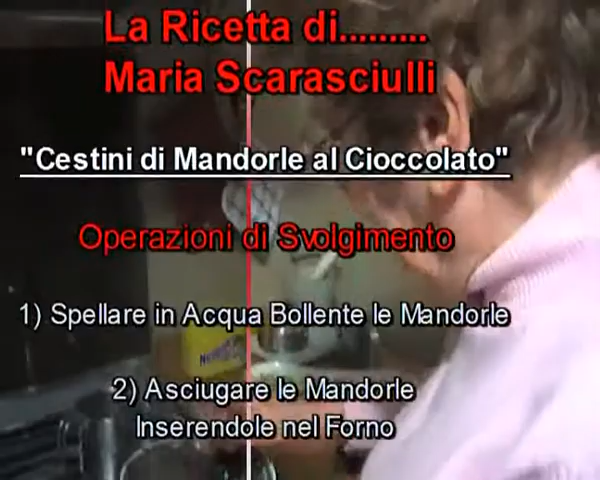 La Ricetta di.........
Maria Scarasciulli
"Cestini di Mandorle al Cioccolato"
Operazioni di Svolgimento
1) Spellare in Acqua Bollente le Mandorle
2) Asciugare le Mandorle
Inserendole nel Forno